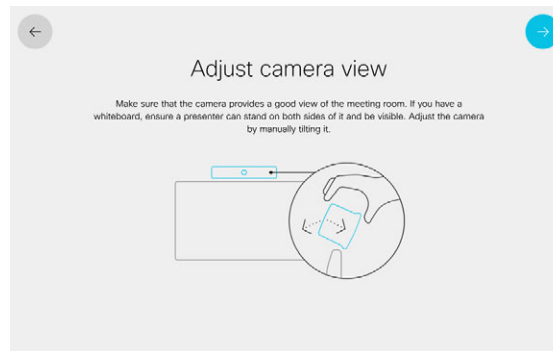 Adjust camera view
Make sure that the camera provides a good view of the meeting room. If you have a
whiteboard, ensure a presenter can stand on both sides of it and be visible. Adjust the camera
by manually tilting it.